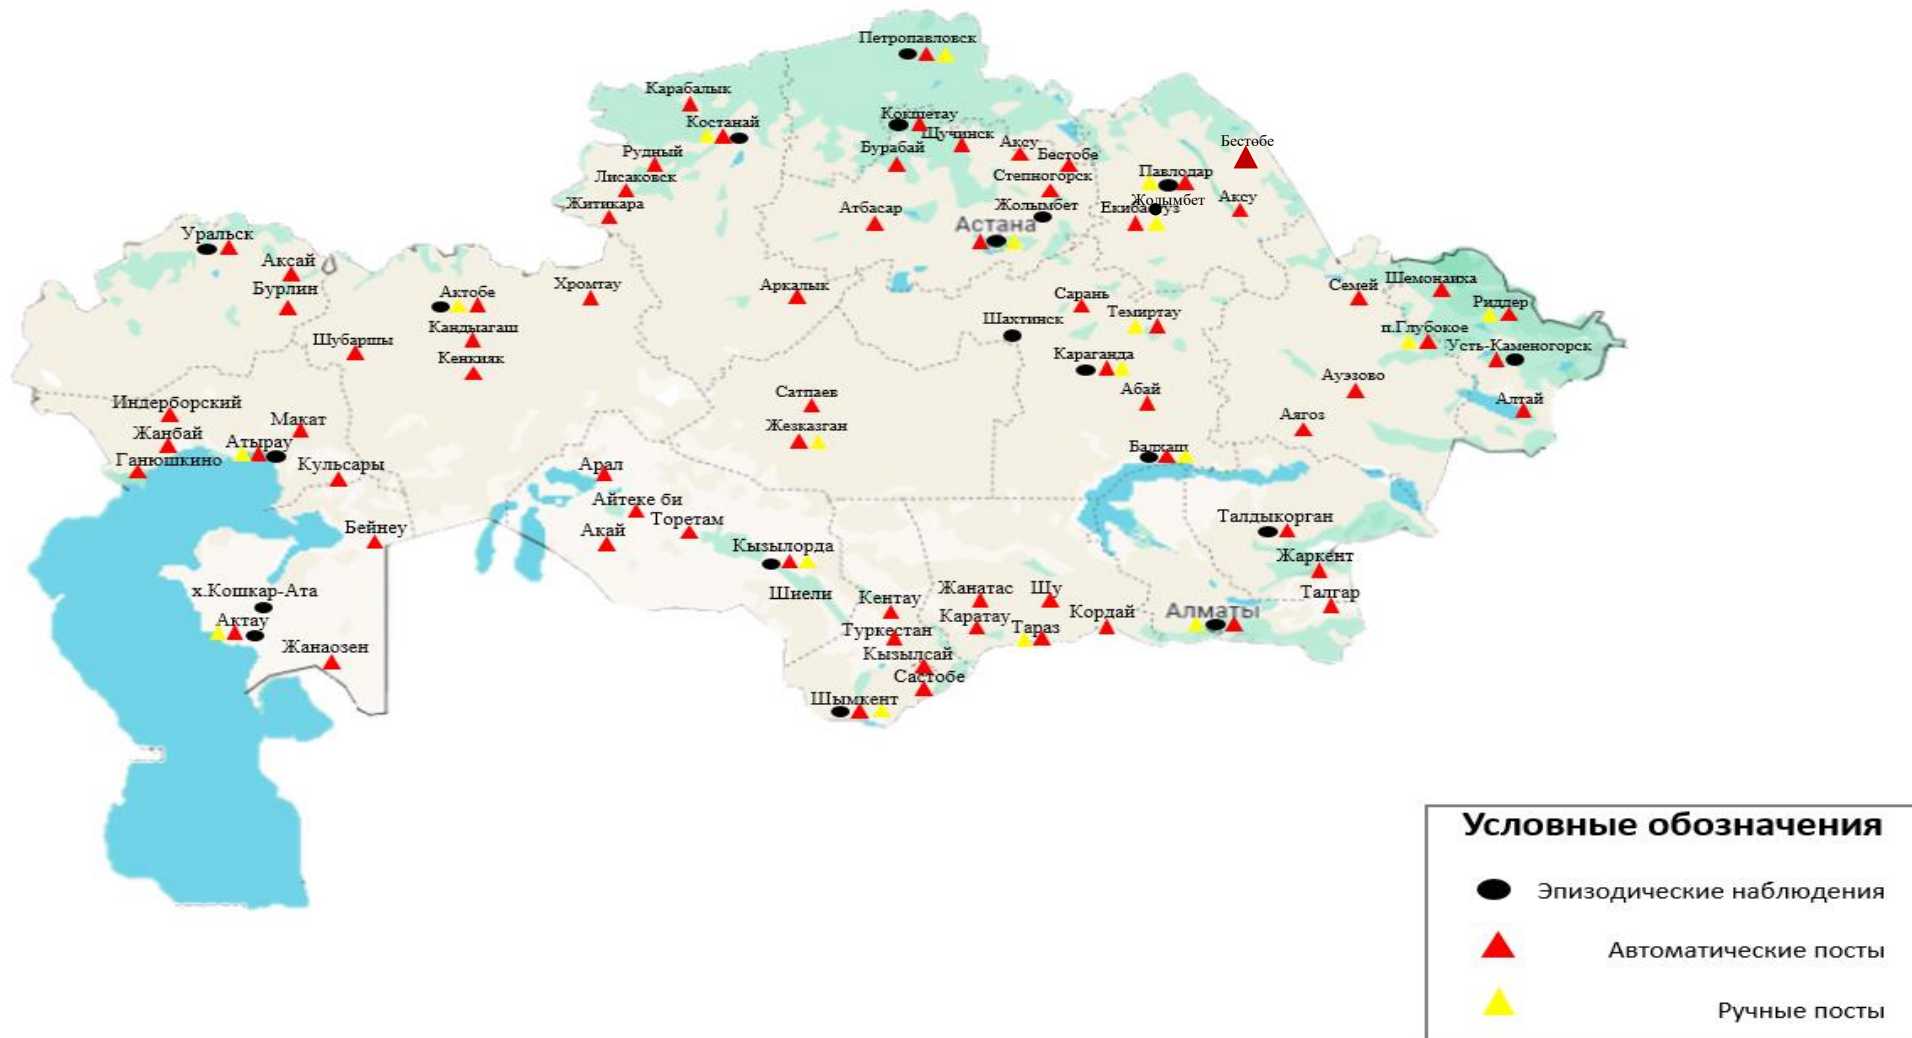 Петропавловск
Карабалык
Костанай
Кокшетау
Щучинск
Аксу
Бестобе
Бестөбе
Рудный
Бурабай
Лисаковск
Степногорск
Павлодар
Житикара
Атбасар
Жолымбет
Екибастуз
Жолымбет
Аксу
Астана
Уральск
Аксай
Бурлин
Актобе
Хромтау
Аркалык
Сарань
Семей
Шемонаиха
Кандыагаш
Шахтинск
Темиртау
Риддер
Шубаршы
п.Глубокое
Кенкияк
Караганда
Усть-Каменогорск
Сатпаев
Абай
Ауэзово
Индерборский
Макат
Жезказган
Аягоз
Алтай
Жанбай
Атырау
Балхаш
Ганюшкино
Кульсары
Арал
Айтеке би
Бейнеу
Акай
Торетам
Талдыкорган
Кызылорда
Жаркент
х.Кошкар-Ата
Шиели
Кентау
Жанатас
Щу
Талгар
Актау
Каратау
Кордай
Алматы
Туркестан
Тараз
Жанаозен
Кызылсай
Састобе
Шымкент
Условные обозначения
Эпизодические наблюдения
Автоматические посты
Ручные посты